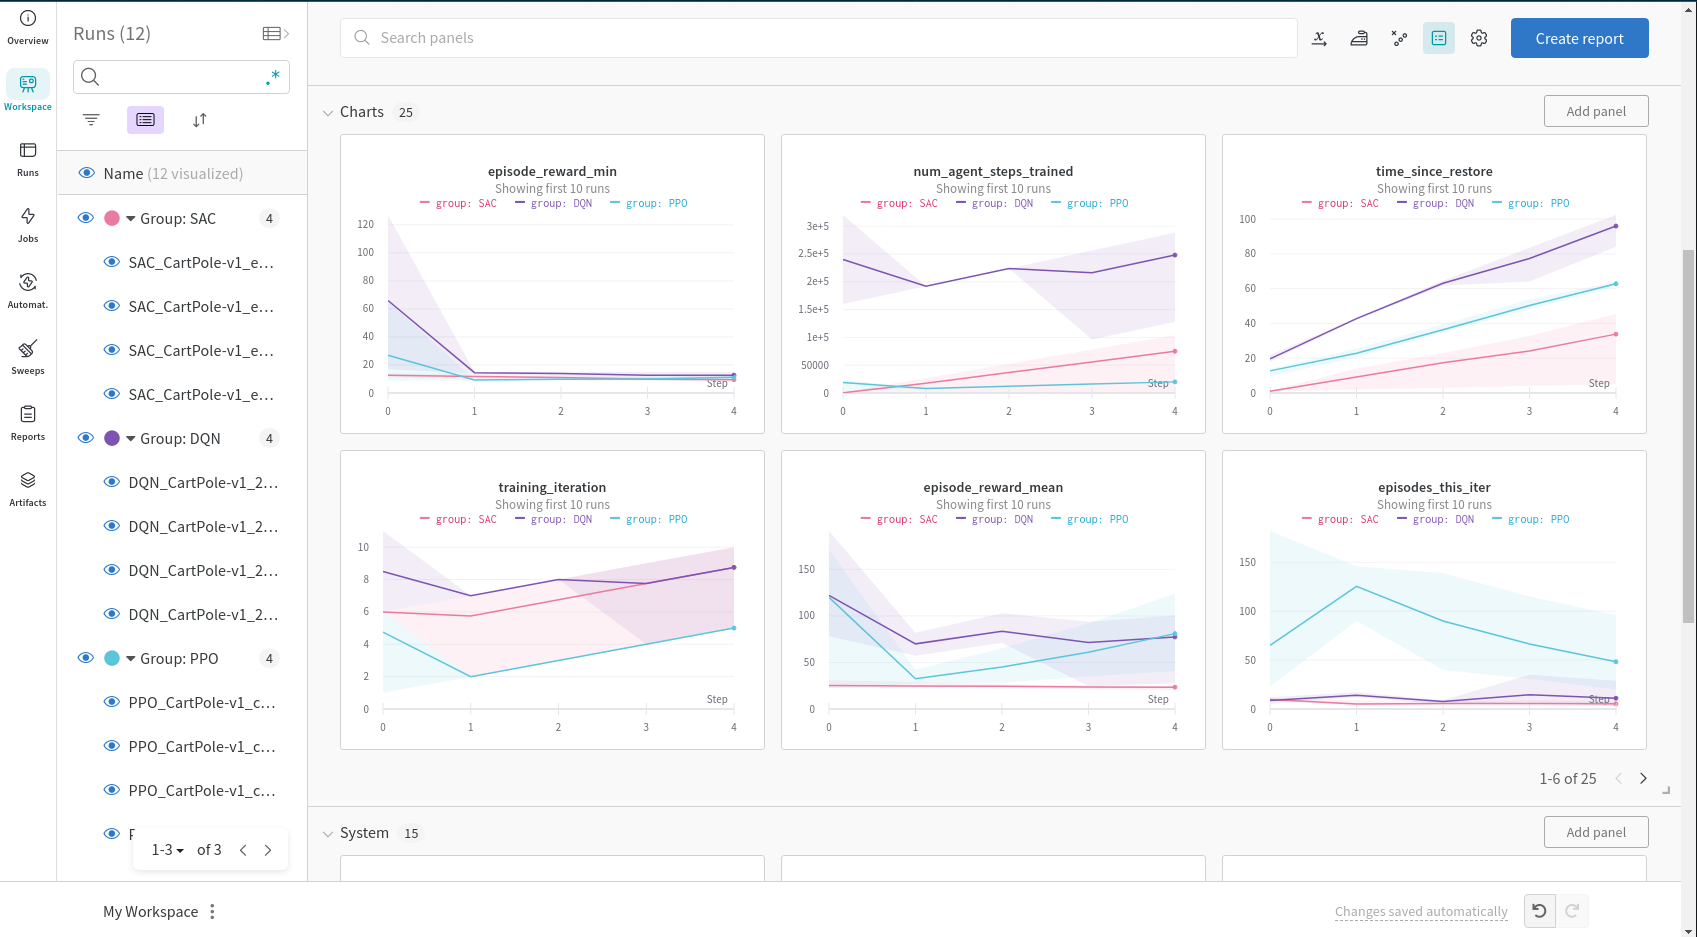 Overview
Workspace
Runs
Jobs
Automat.
Sweeps
Reports
Artifacts
Runs (12)
.*
Name (12 visualized)
Group: SAC 4
SAC_CartPole-v1_e...
SAC_CartPole-v1_e...
SAC_CartPole-v1_e...
SAC_CartPole-v1_e...
Group: DQN 4
DQN_CartPole-v1_2...
DQN_CartPole-v1_2...
DQN_CartPole-v1_2...
DQN_CartPole-v1_2...
Group: PPO 4
PPO_CartPole-v1_c...
PPO_CartPole-v1_c...
PPO_CartPole-v1_c...
1-3 of 3
Search panels
Create report
Charts 25
Add panel
episode_reward_min
Showing first 10 runs
group: SAC group: DQN group: PPO
120
100
80
60
40
20
0
Step
0 1 2 3 4
num_agent_steps_trained
Showing first 10 runs
group: SAC group: DQN group: PPO
3e+5
2.5e+5
2e+5
1.5e+5
1e+5
50000
0
Step
0 1 2 3 4
time_since_restore
Showing first 10 runs
group: SAC group: DQN group: PPO
100
80
60
40
20
0
Step
0 1 2 3 4
training_iteration
Showing first 10 runs
group: SAC group: DQN group: PPO
10
8
6
4
2
0
Step
0 1 2 3 4
episode_reward_mean
Showing first 10 runs
group: SAC group: DQN group: PPO
150
100
50
0
Step
0 1 2 3 4
episodes_this_iter
Showing first 10 runs
group: SAC group: DQN group: PPO
150
100
50
0
Step
0 1 2 3 4
1-6 of 25
System 15
Add panel
My Workspace
Changes saved automatically